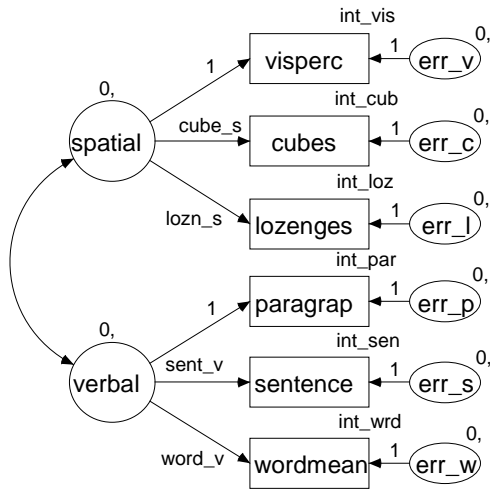 int_vis
0,
1
visperc
1
err_v
0,
int_cub
0,
spatial
cube_s
cubes
1
err_c
int_loz
0,
lozn_s
lozenges
1
err_l
int_par
0,
1
paragrap
1
err_p
0,
int_sen
0,
verbal
sent_v
sentence
1
err_s
int_wrd
0,
word_v
wordmean
1
err_w